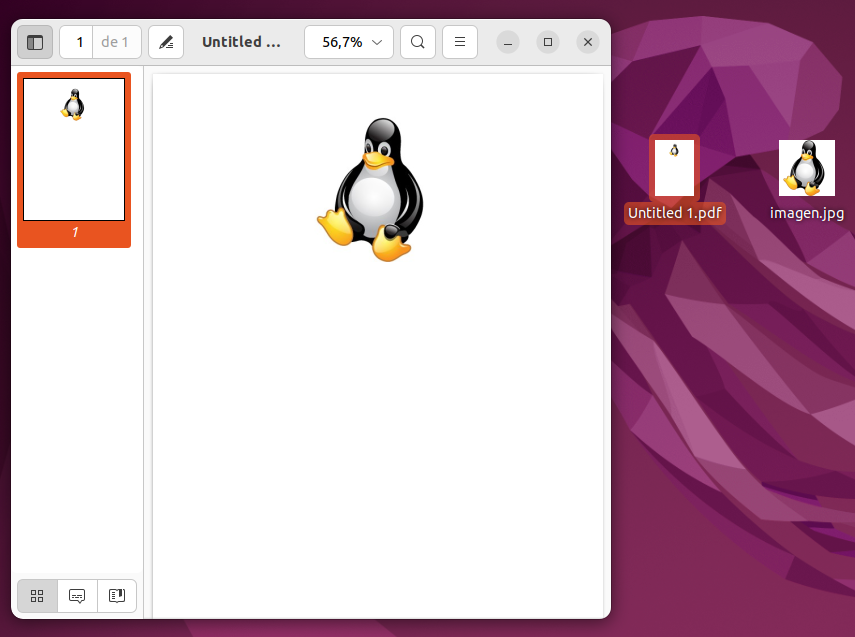 1 de 1 Untitled ... 56,7%
1
Untitled 1.pdf
imagen.jpg